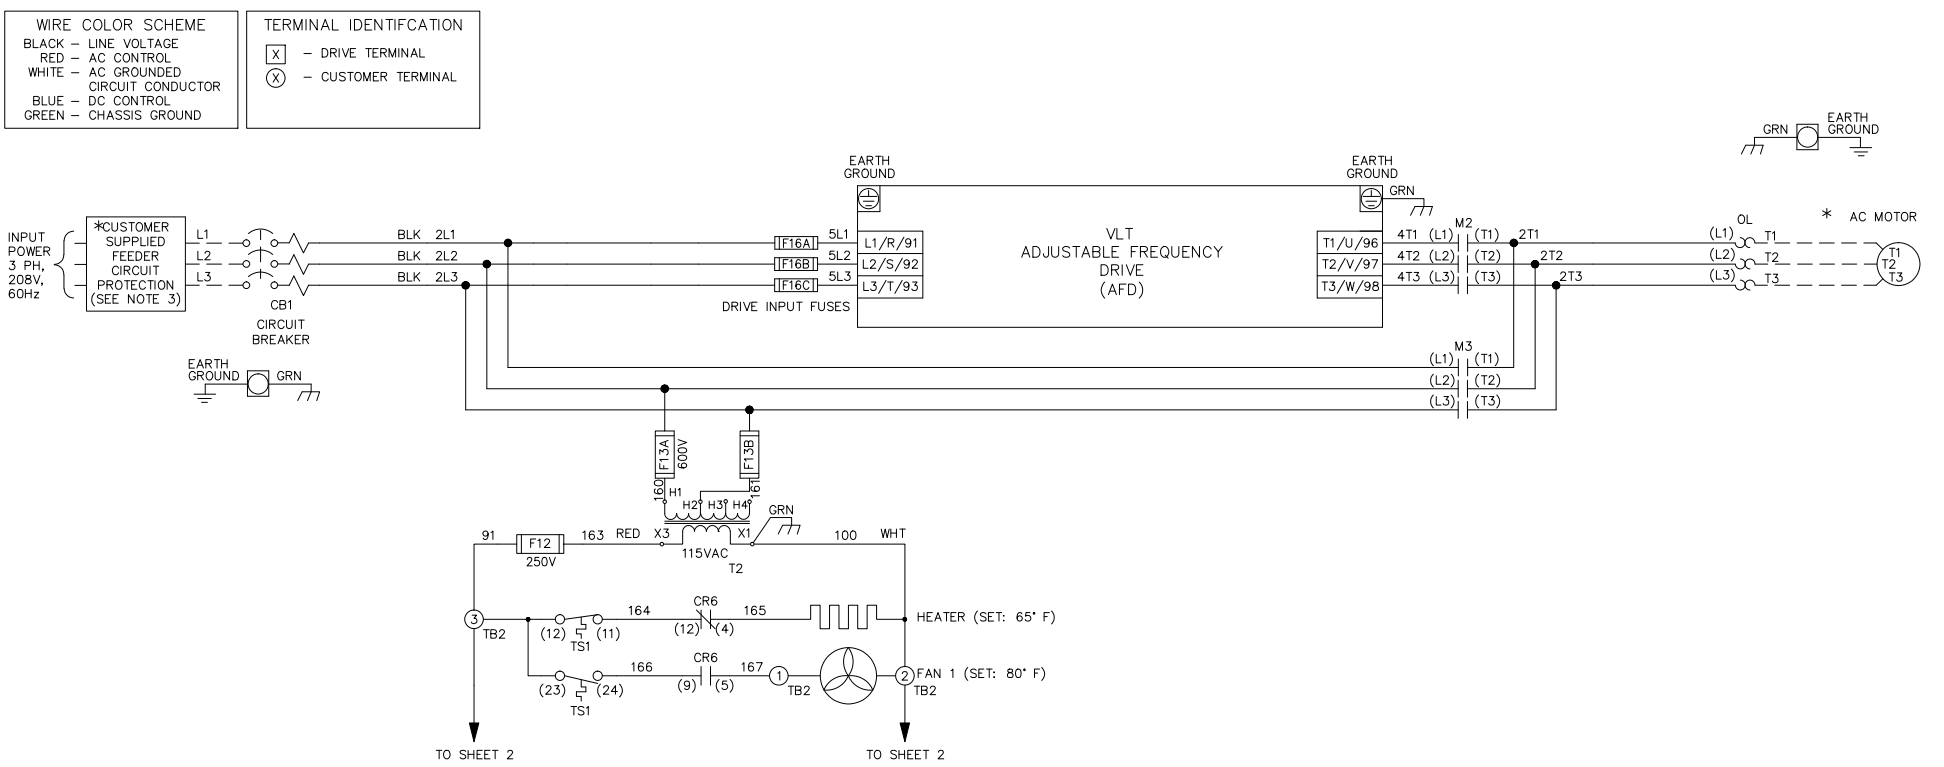 WIRE COLOR SCHEME
BLACK – LINE VOLTAGE
RED – AC CONTROL
WHITE – AC GROUNDED
CIRCUIT CONDUCTOR
BLUE – DC CONTROL
GREEN – CHASSIS GROUND
TERMINAL IDENTIFCATION
X – DRIVE TERMINAL
X – CUSTOMER TERMINAL
GRN
EARTH
GROUND
INPUT
POWER
3 PH,
208V,
60Hz
*CUSTOMER
SUPPLIED
FEEDER
CIRCUIT
PROTECTION
(SEE NOTE 3)
L1
L2
L3
CB1
CIRCUIT
BREAKER
BLK 2L1
BLK 2L2
BLK 2L3
F16A
F16B
F16C
5L1
5L2
5L3
DRIVE INPUT FUSES
EARTH
GROUND
L1/R/91
L2/S/92
L3/T/93
VLT
ADJUSTABLE FREQUENCY
DRIVE
(AFD)
EARTH
GROUND
GRN
T1/U/96
T2/V/97
T3/W/98
M2
4T1 (L1) (T1) 2T1
4T2 (L2) (T2) 2T2
4T3 (L3) (T3) 2T3
OL
(L1) T1
(L2) T2
(L3) T3
* AC MOTOR
T1
T2
T3
EARTH
GROUND
GRN
M3
(L1) (T1)
(L2) (T2)
(L3) (T3)
F13A
600V
F13B
160
161
H1
H2 H3 H4
GRN
91
F12
250V
163 RED X3
X1 100 WHT
115VAC
T2
3
TB2
(12) (11)
TS1
164
CR6
(12) (4)
165
HEATER (SET: 65° F)
(23) (24)
TS1
166
CR6
(9) (5)
167
1
TB2
2
TB2
FAN 1 (SET: 80° F)
TO SHEET 2
TO SHEET 2